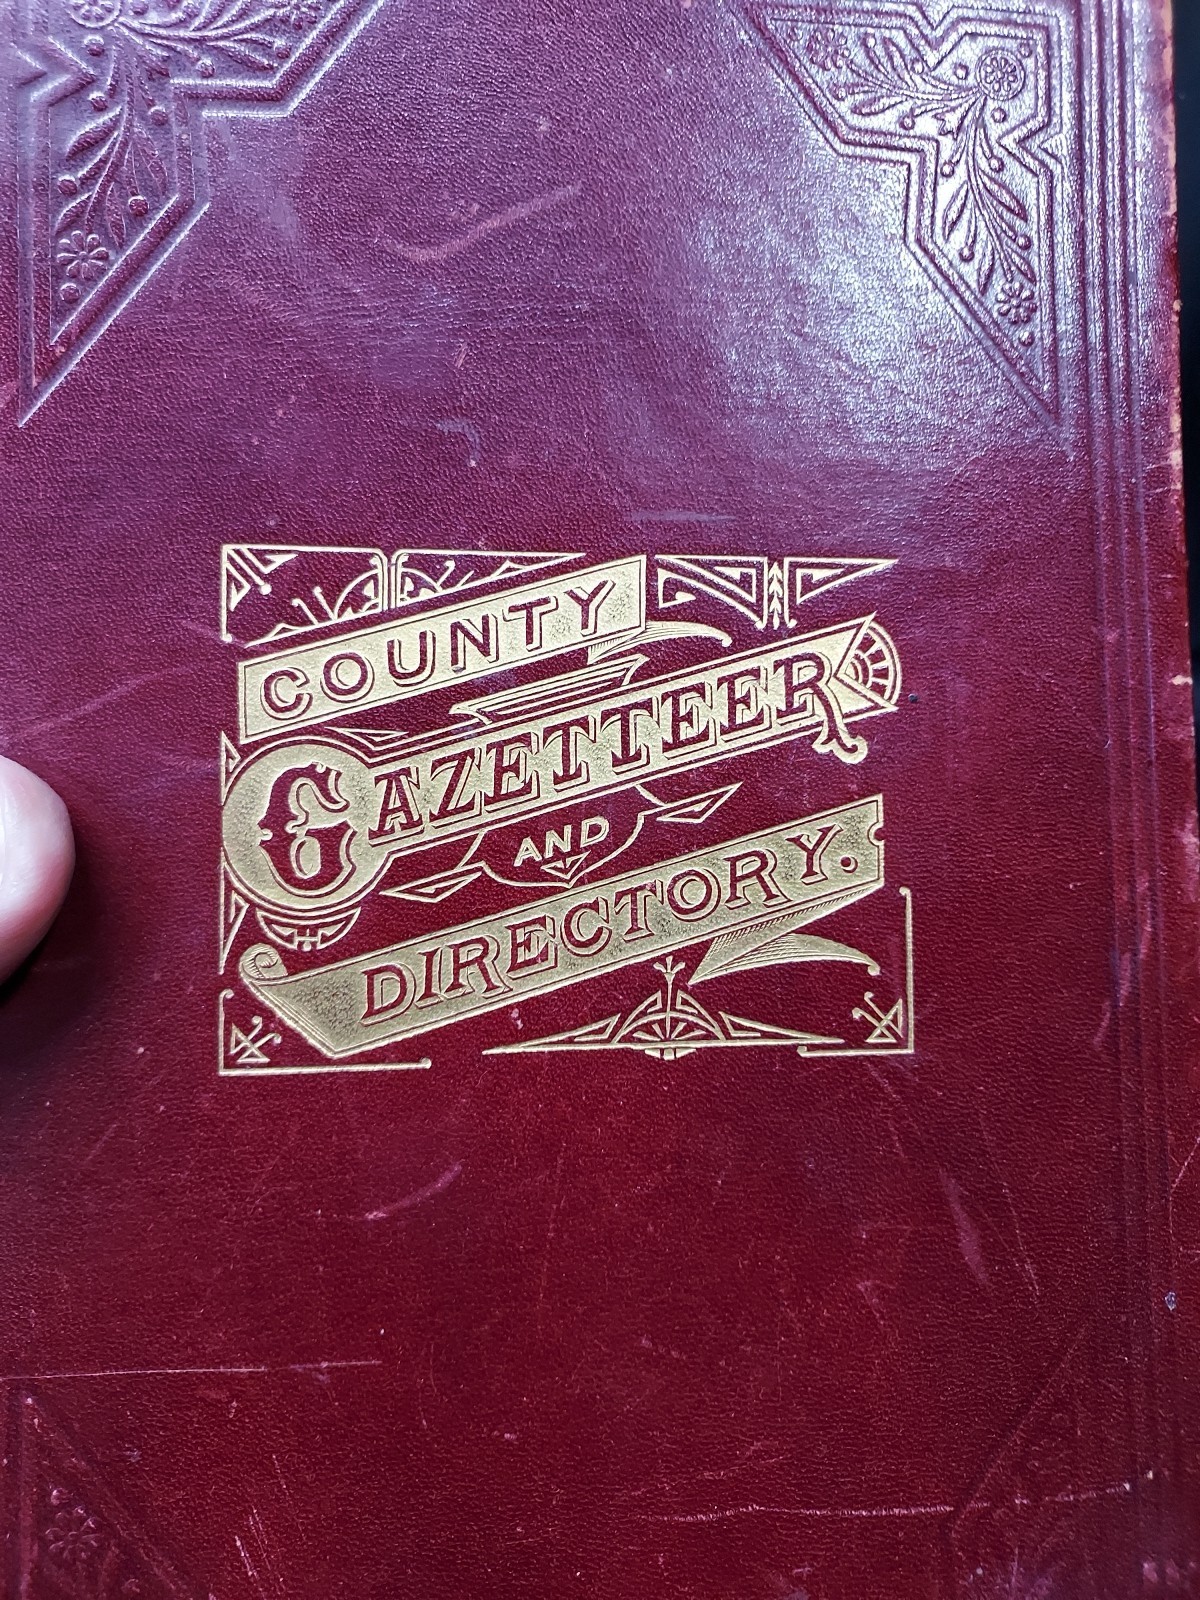 COUNTY
GAZETTEER
AND
DIRECTORY.